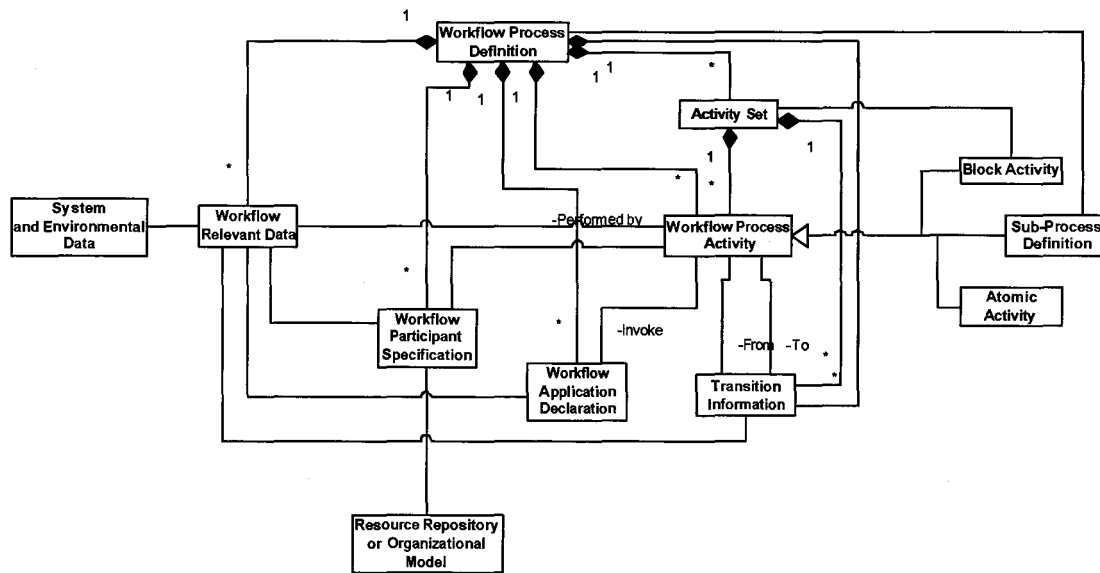 1
1
Workflow Process
Definition
1
1
1
1
1
*
Activity Set
1
1
*
*
*
Block Activity
System
and Environmental
Data
Workflow
Relevant Data
-Performed by
Workflow Process
Activity
Sub-Process
Definition
*
Atomic
Activity
Workflow
Participant
Specification
*
-Invoke
-From
-To
*
*
Workflow
Application
Declaration
Transition
Information
Resource Repository
or Organizational
Model